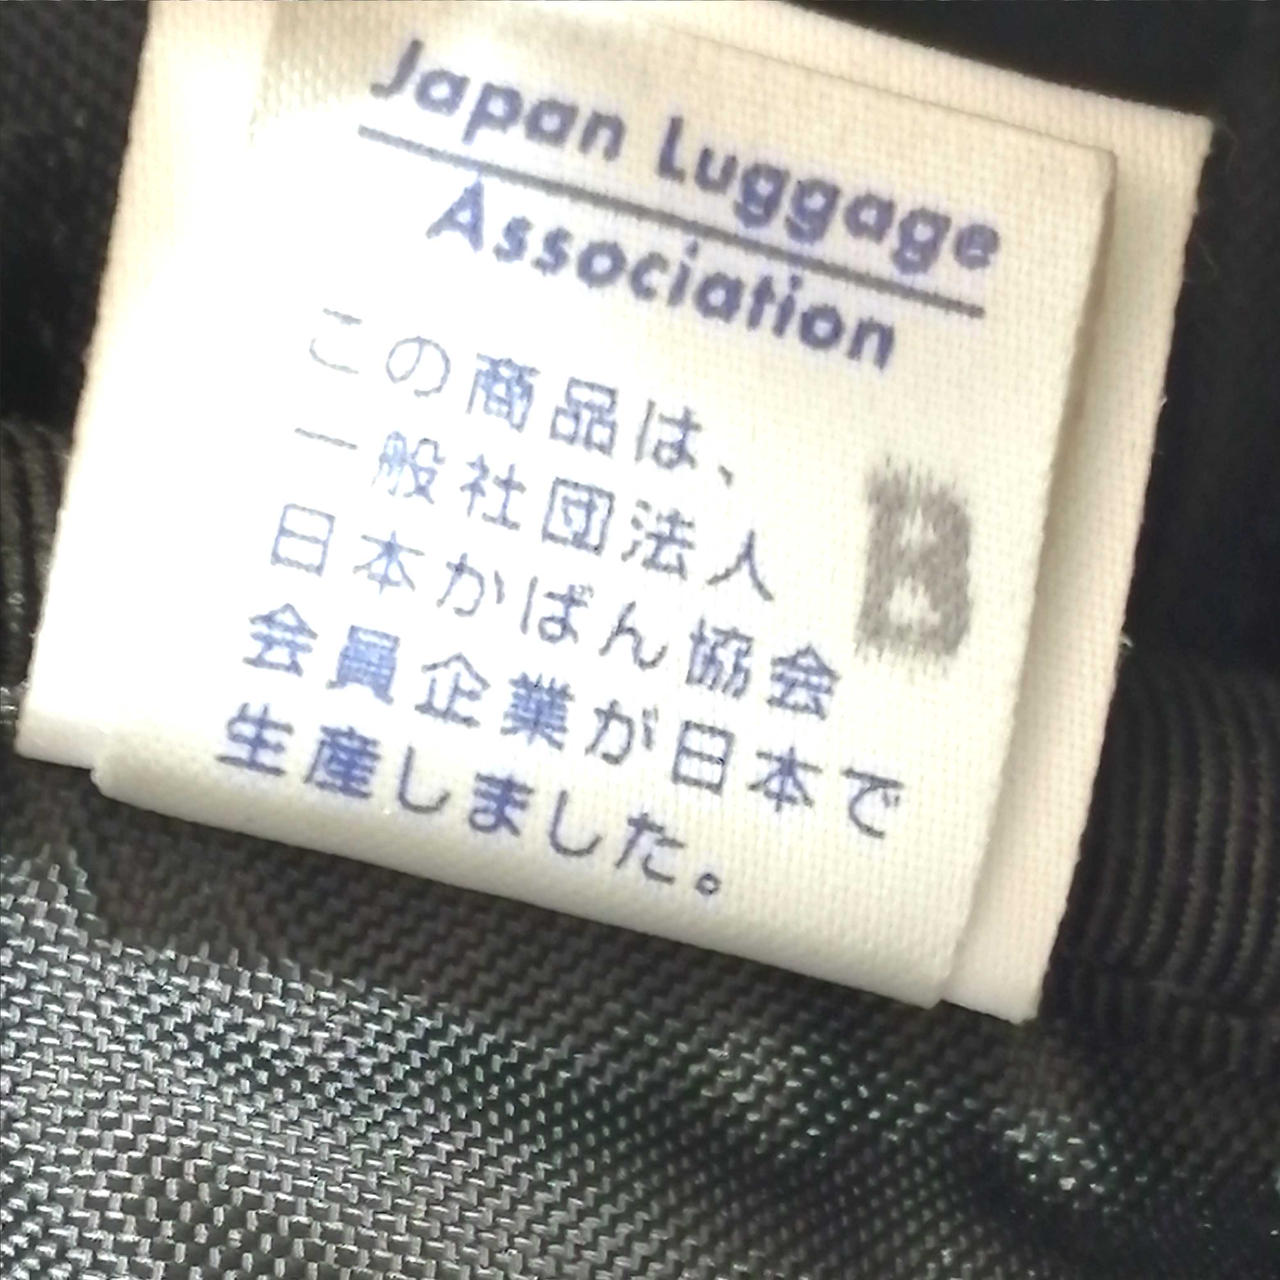 Japan Luggage
Association
この商品は、
一般社団法人
日本かばん協会
会員企業が日本で
生産しました。